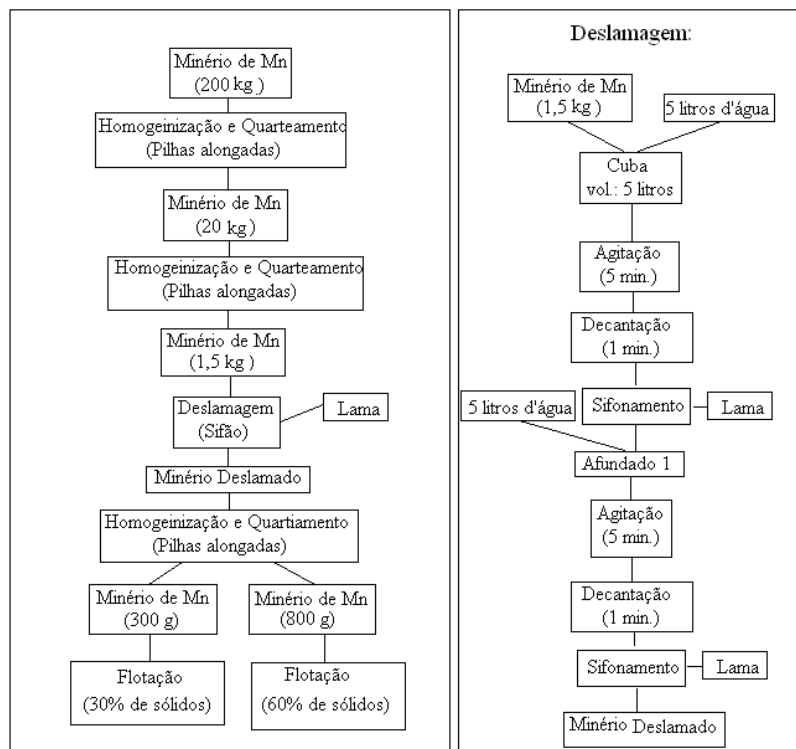 Minério de Mn
(200 kg )
Homogeinização e Quarteamento
(Pilhas alongadas)
Minério de Mn
(20 kg )
Homogeinização e Quarteamento
(Pilhas alongadas)
Minério de Mn
(1,5 kg )
Deslamagem
(Sifão)
Lama
Minério Deslamado
Homogeinização e Quartiamento
(Pilhas alongadas)
Minério de Mn
(300 g)
Minério de Mn
(800 g)
Flotação
(30% de sólidos)
Flotação
(60% de sólidos)
Deslamagem:
Minério de Mn
(1,5 kg )
5 litros d'água
Cuba
vol.: 5 litros
Agitação
(5 min.)
Decantação
(1 min.)
Sifonamento
Lama
5 litros d'água
Afundado 1
Agitação
(5 min.)
Decantação
(1 min.)
Sifonamento
Lama
Minério Deslamado